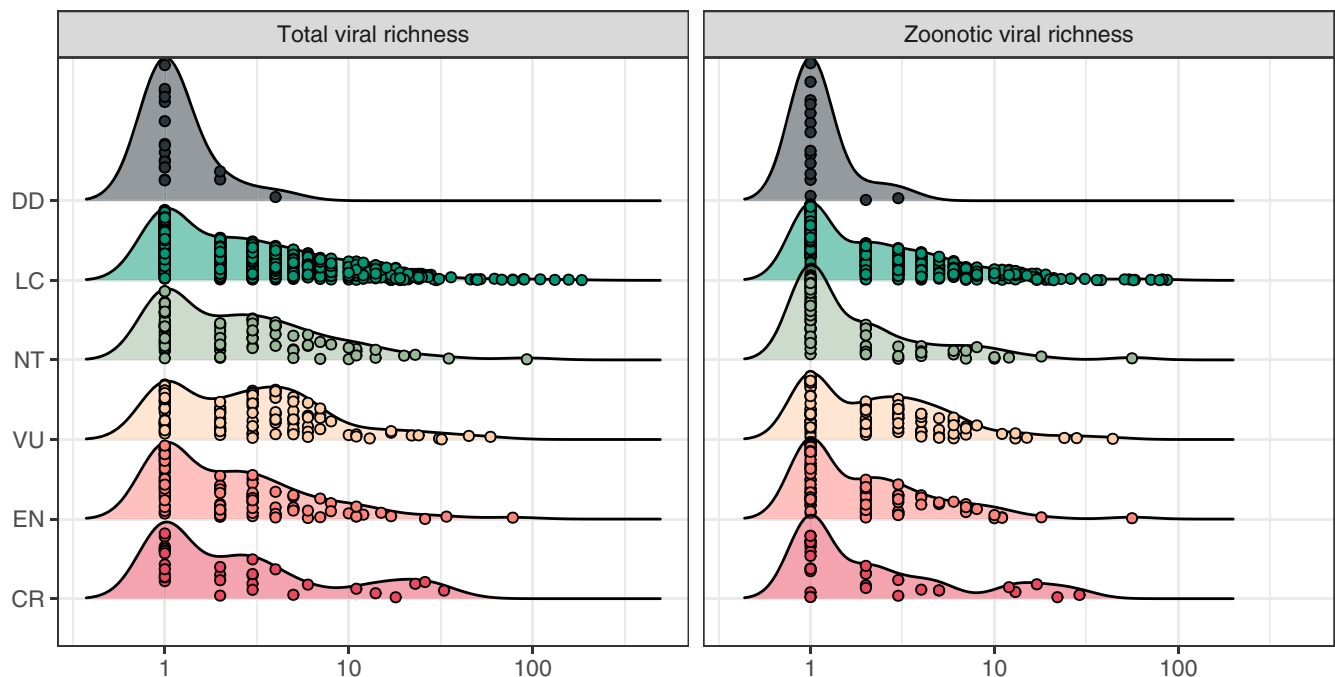 Total viral richness
Zoonotic viral richness
DD
LC
NT
VU
EN
CR
1 10 100
1 10 100